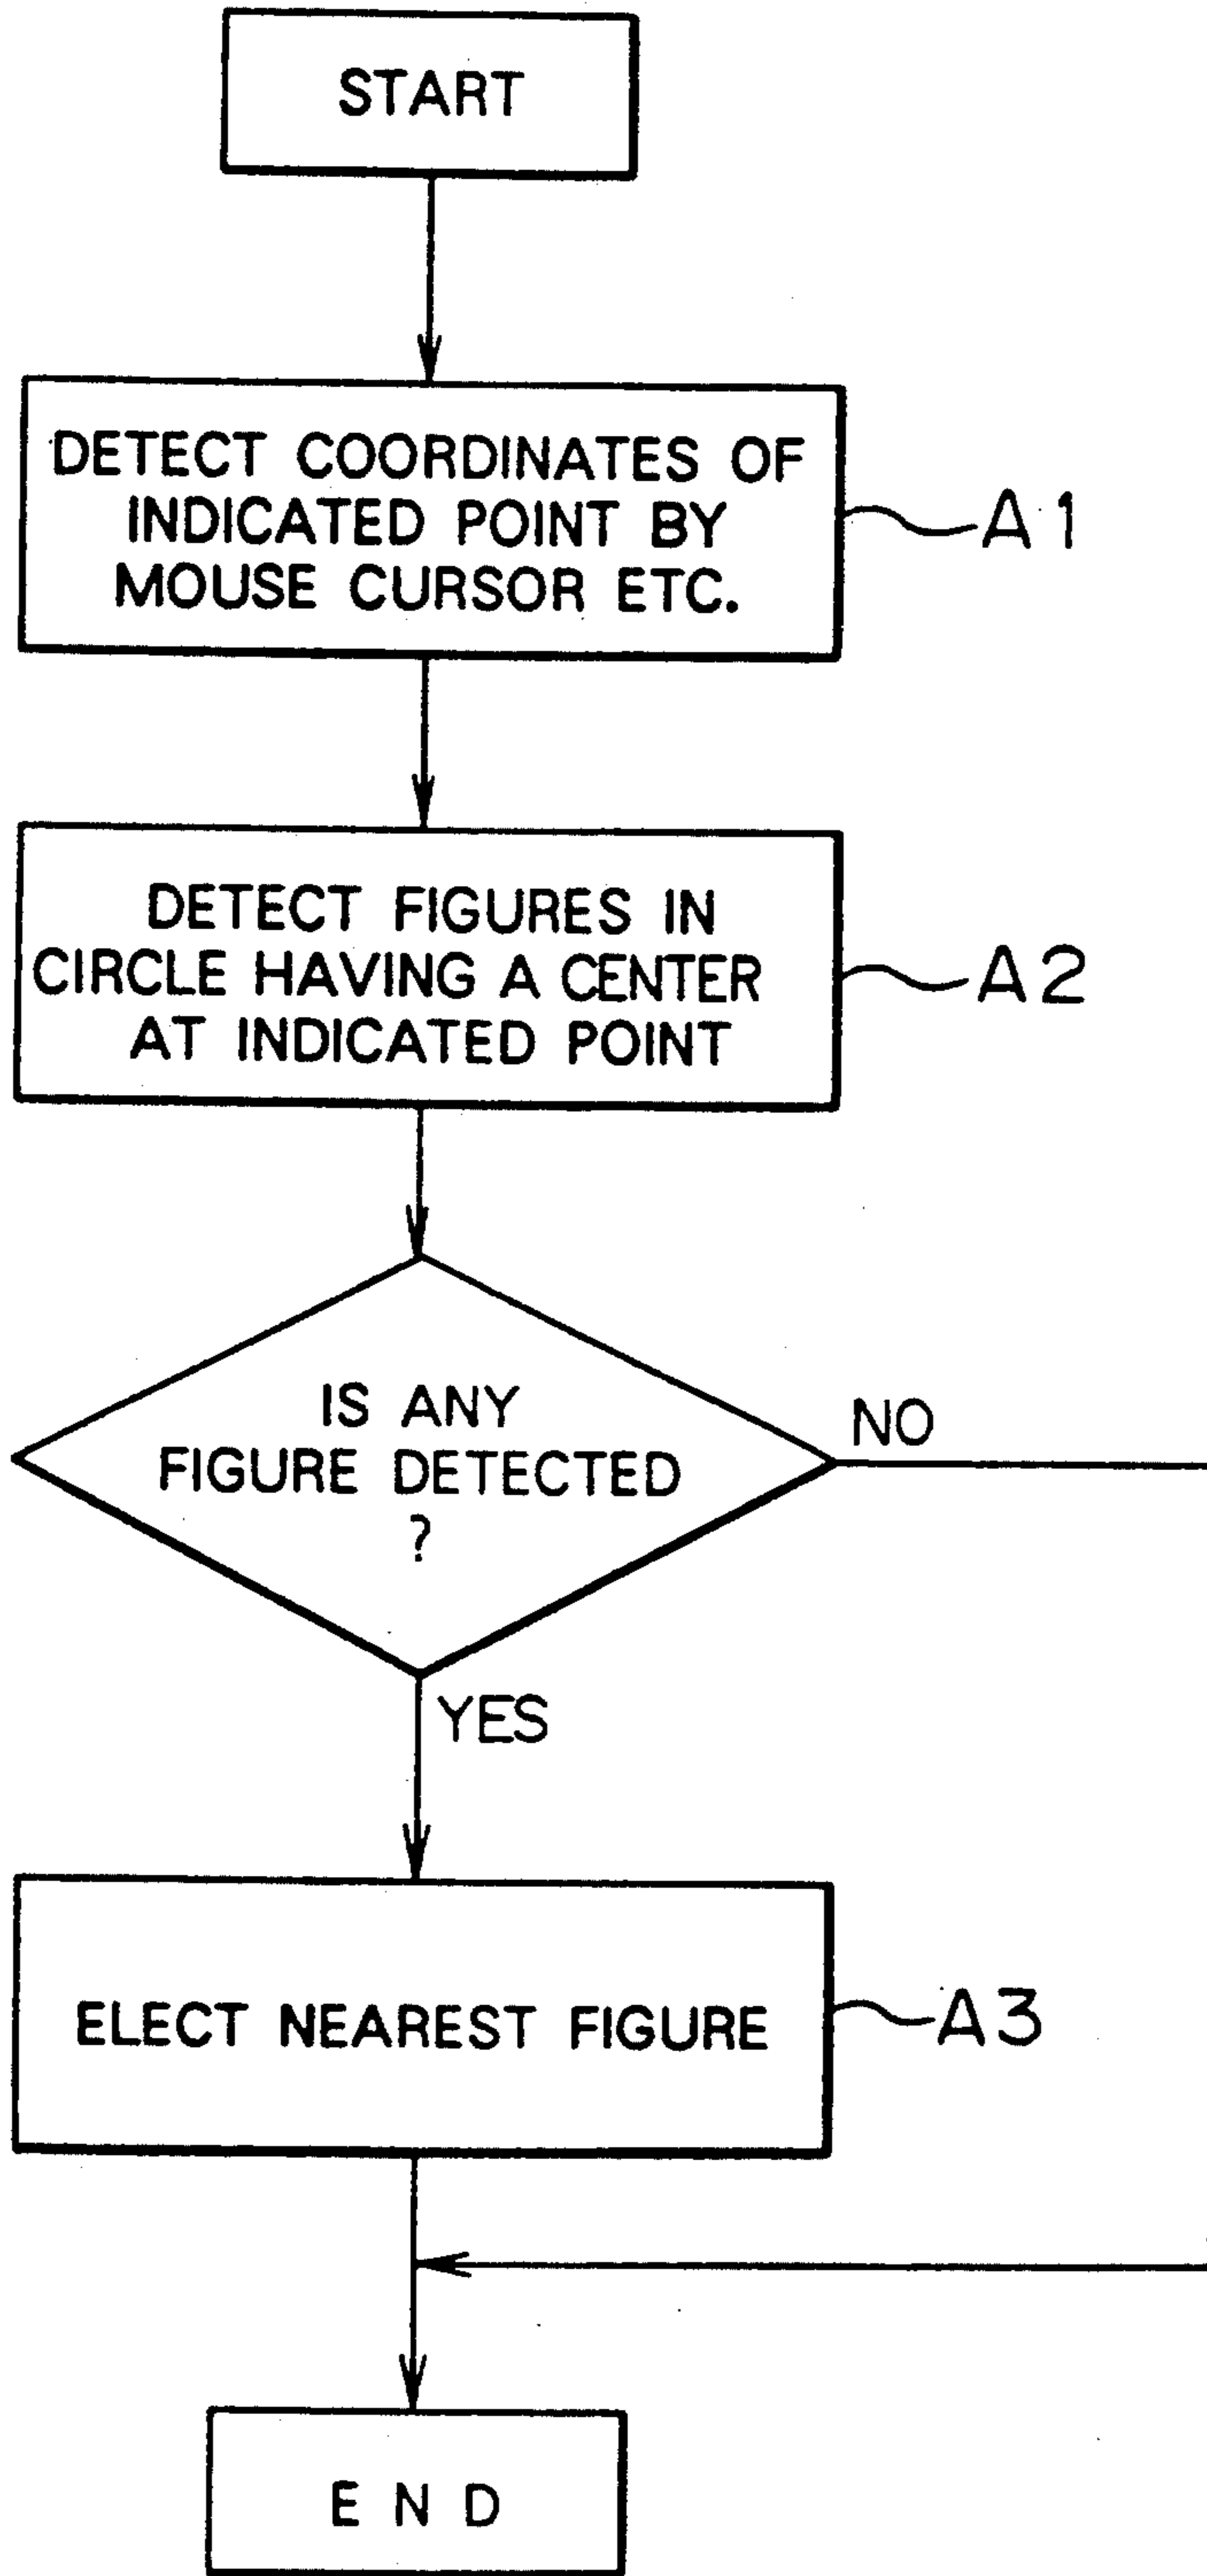 START
DETECT COORDINATES OF
INDICATED POINT BY
MOUSE CURSOR ETC.
A1
DETECT FIGURES IN
CIRCLE HAVING A CENTER
AT INDICATED POINT
A2
IS ANY
FIGURE DETECTED
?
NO
YES
ELECT NEAREST FIGURE
A3
END